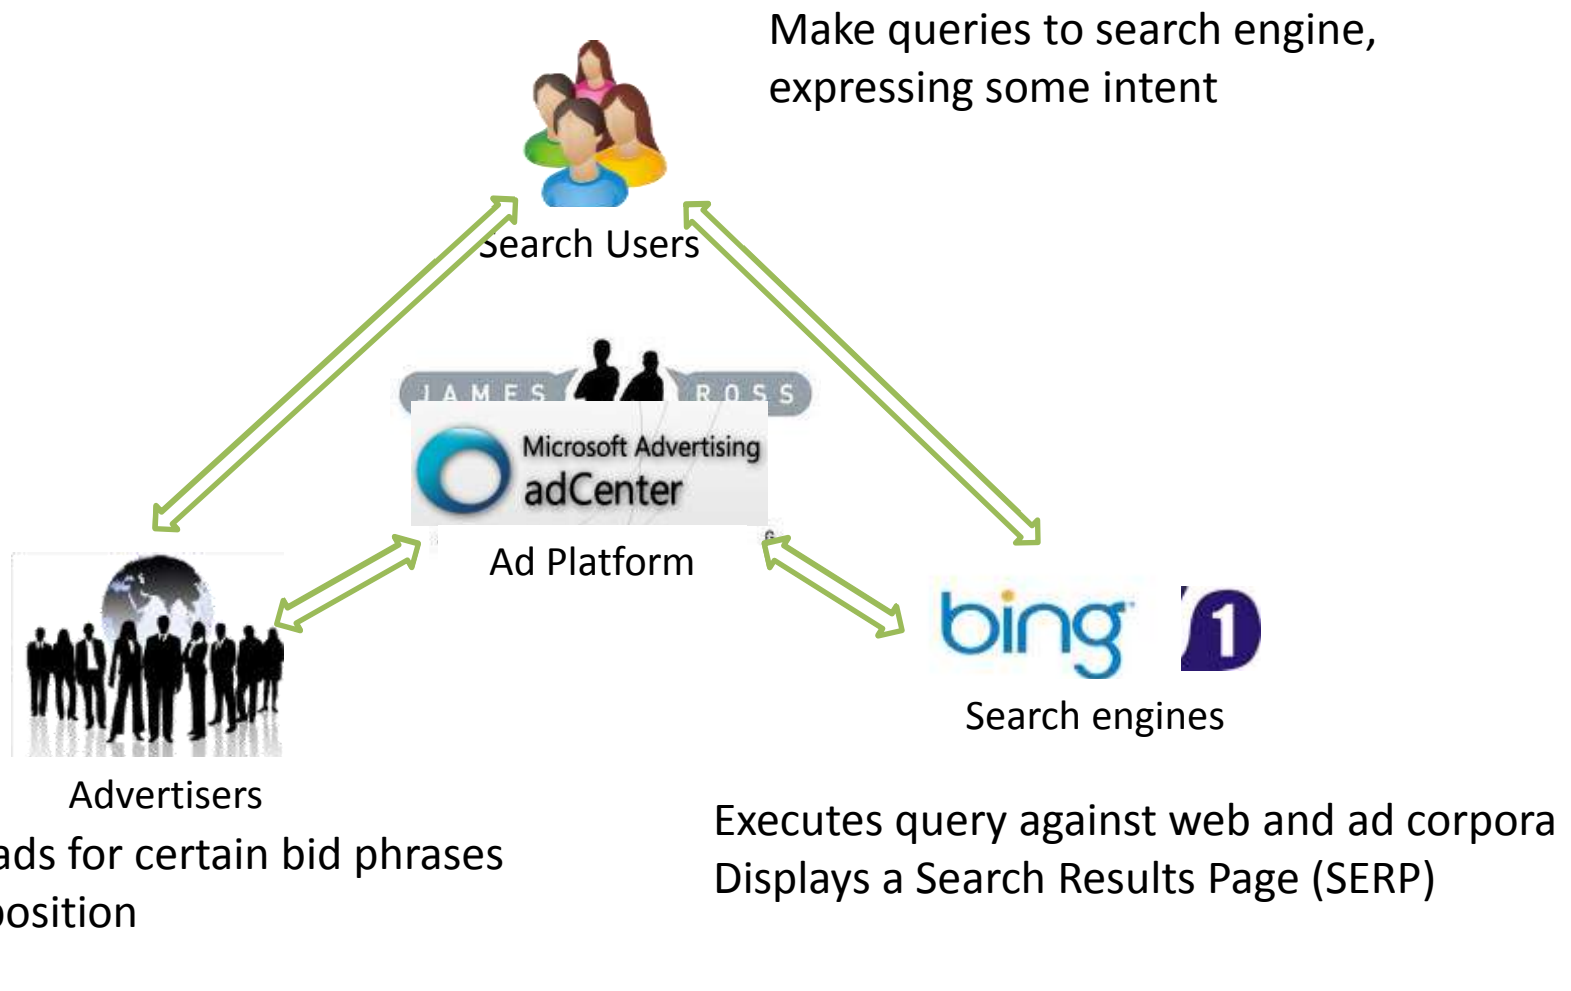 Make queries to search engine,
expressing some intent
Search Users
JAMES ROSS
Microsoft Advertising
adCenter
Ad Platform
bing
1
Search engines
Advertisers
ads for certain bid phrases
position
Executes query against web and ad corpora
Displays a Search Results Page (SERP)